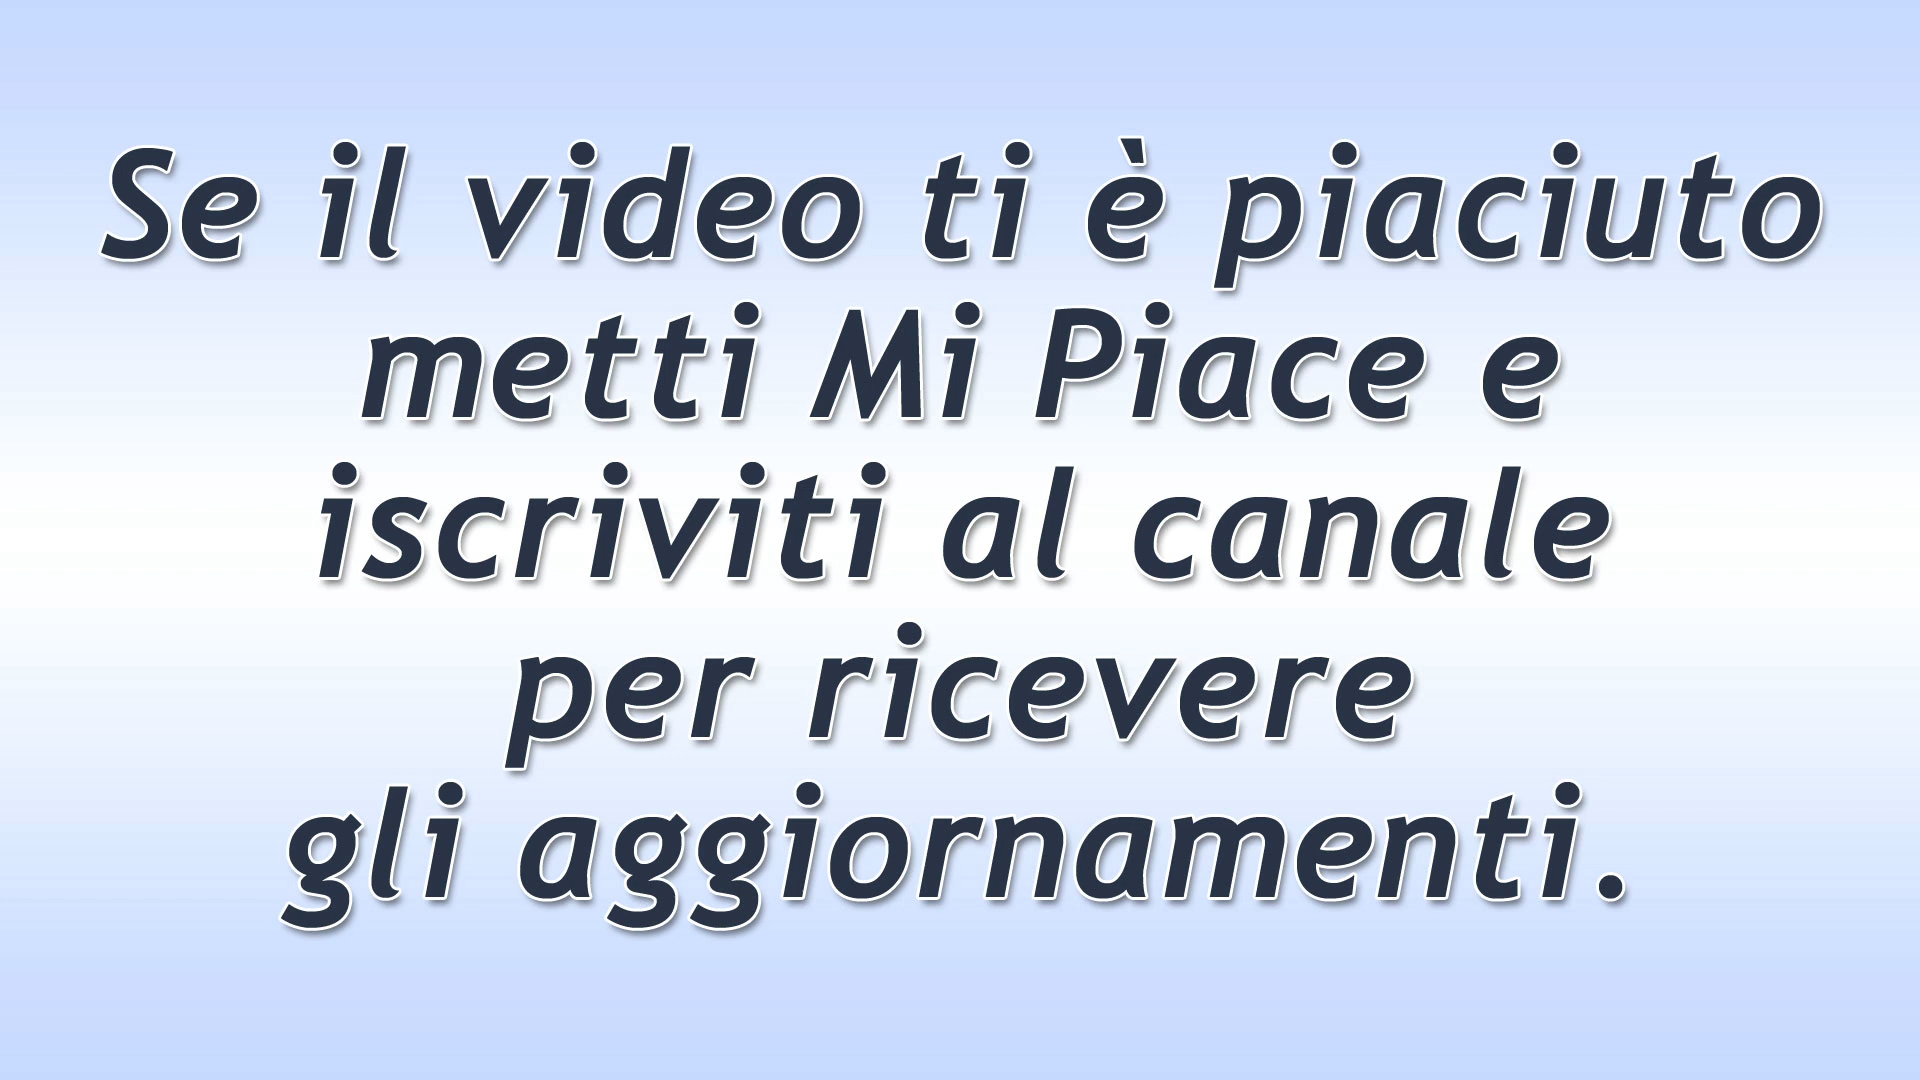 Se il video ti è piaciuto
metti Mi Piace e
iscriviti al canale
per ricevere
gli aggiornamenti.